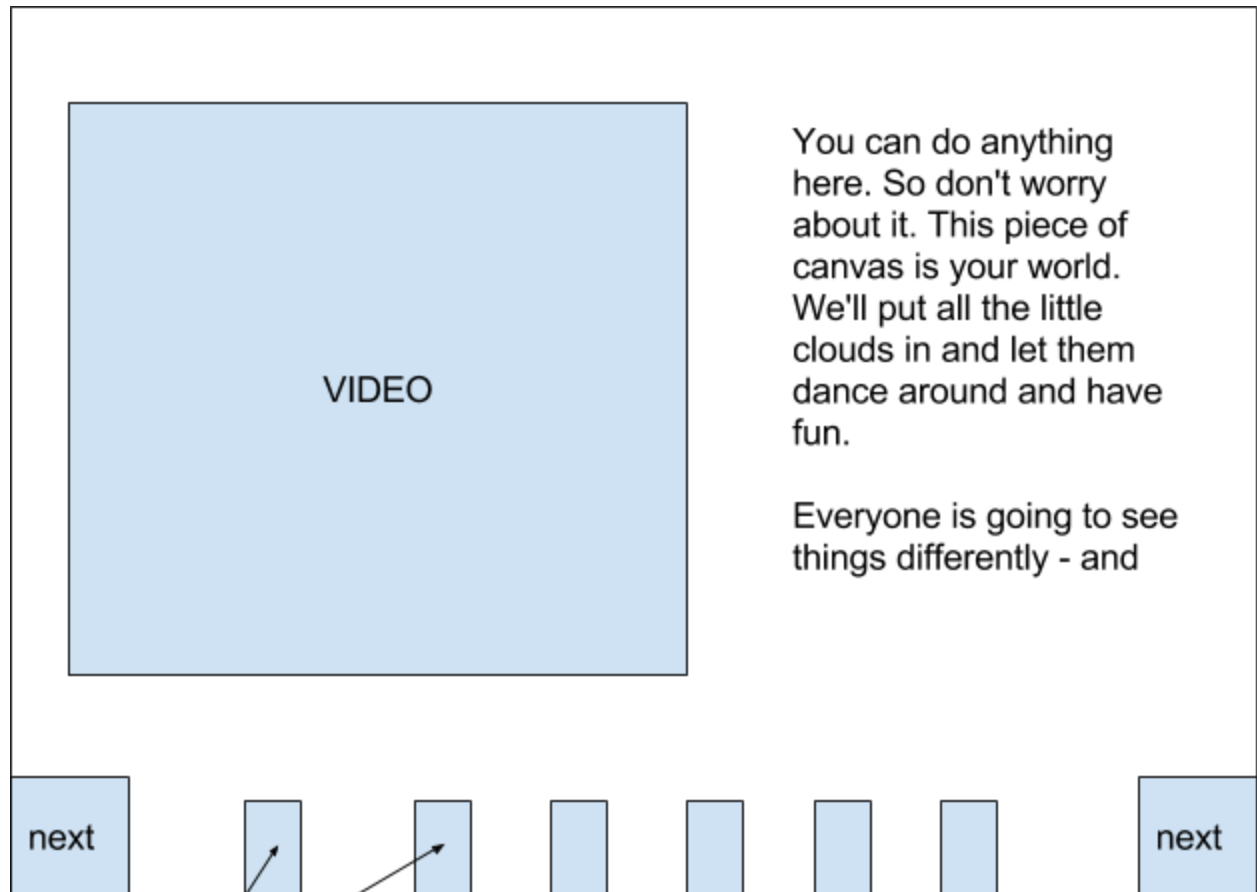 VIDEO
You can do anything
here. So don't worry
about it. This piece of
canvas is your world.
We'll put all the little
clouds in and let them
dance around and have
fun.
Everyone is going to see
things differently - and
next
next